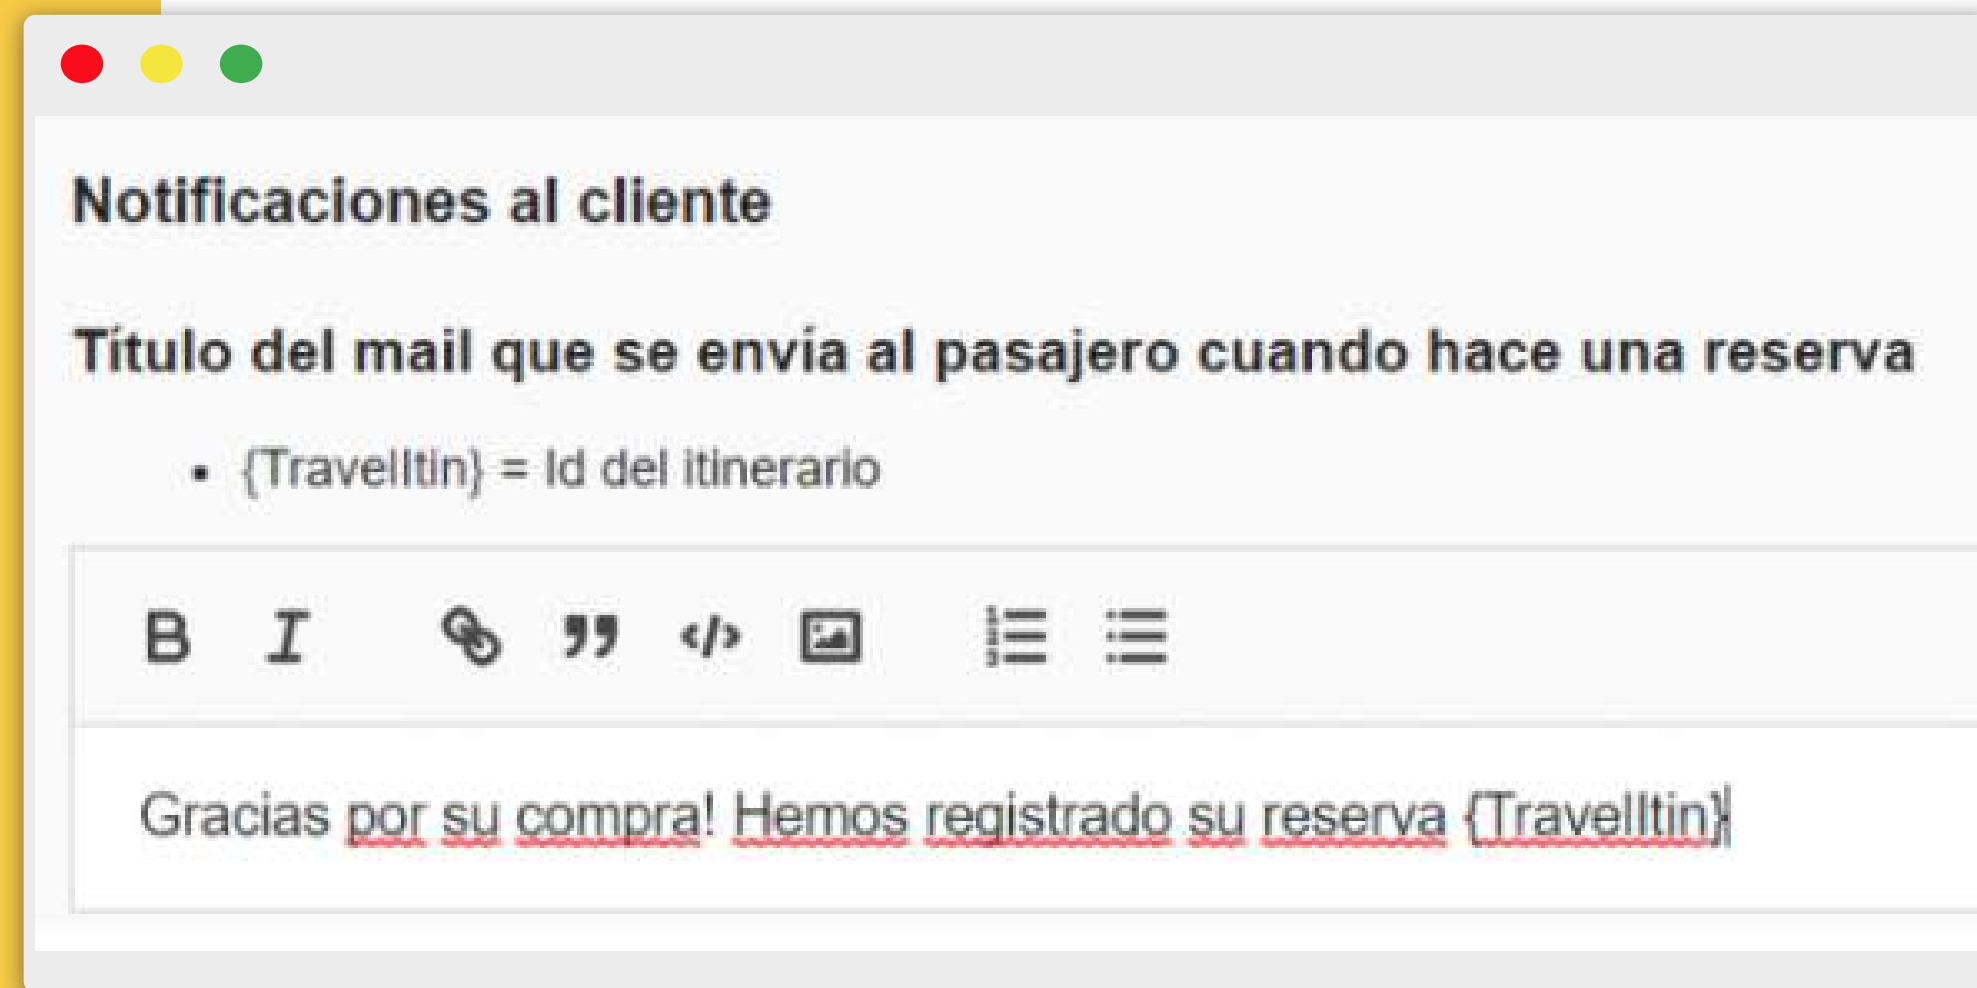 Notificaciones al cliente
Título del mail que se envía al pasajero cuando hace una reserva
• {TravelItin} = Id del itinerario
Gracias por su compra! Hemos registrado su reserva {TravelItin}